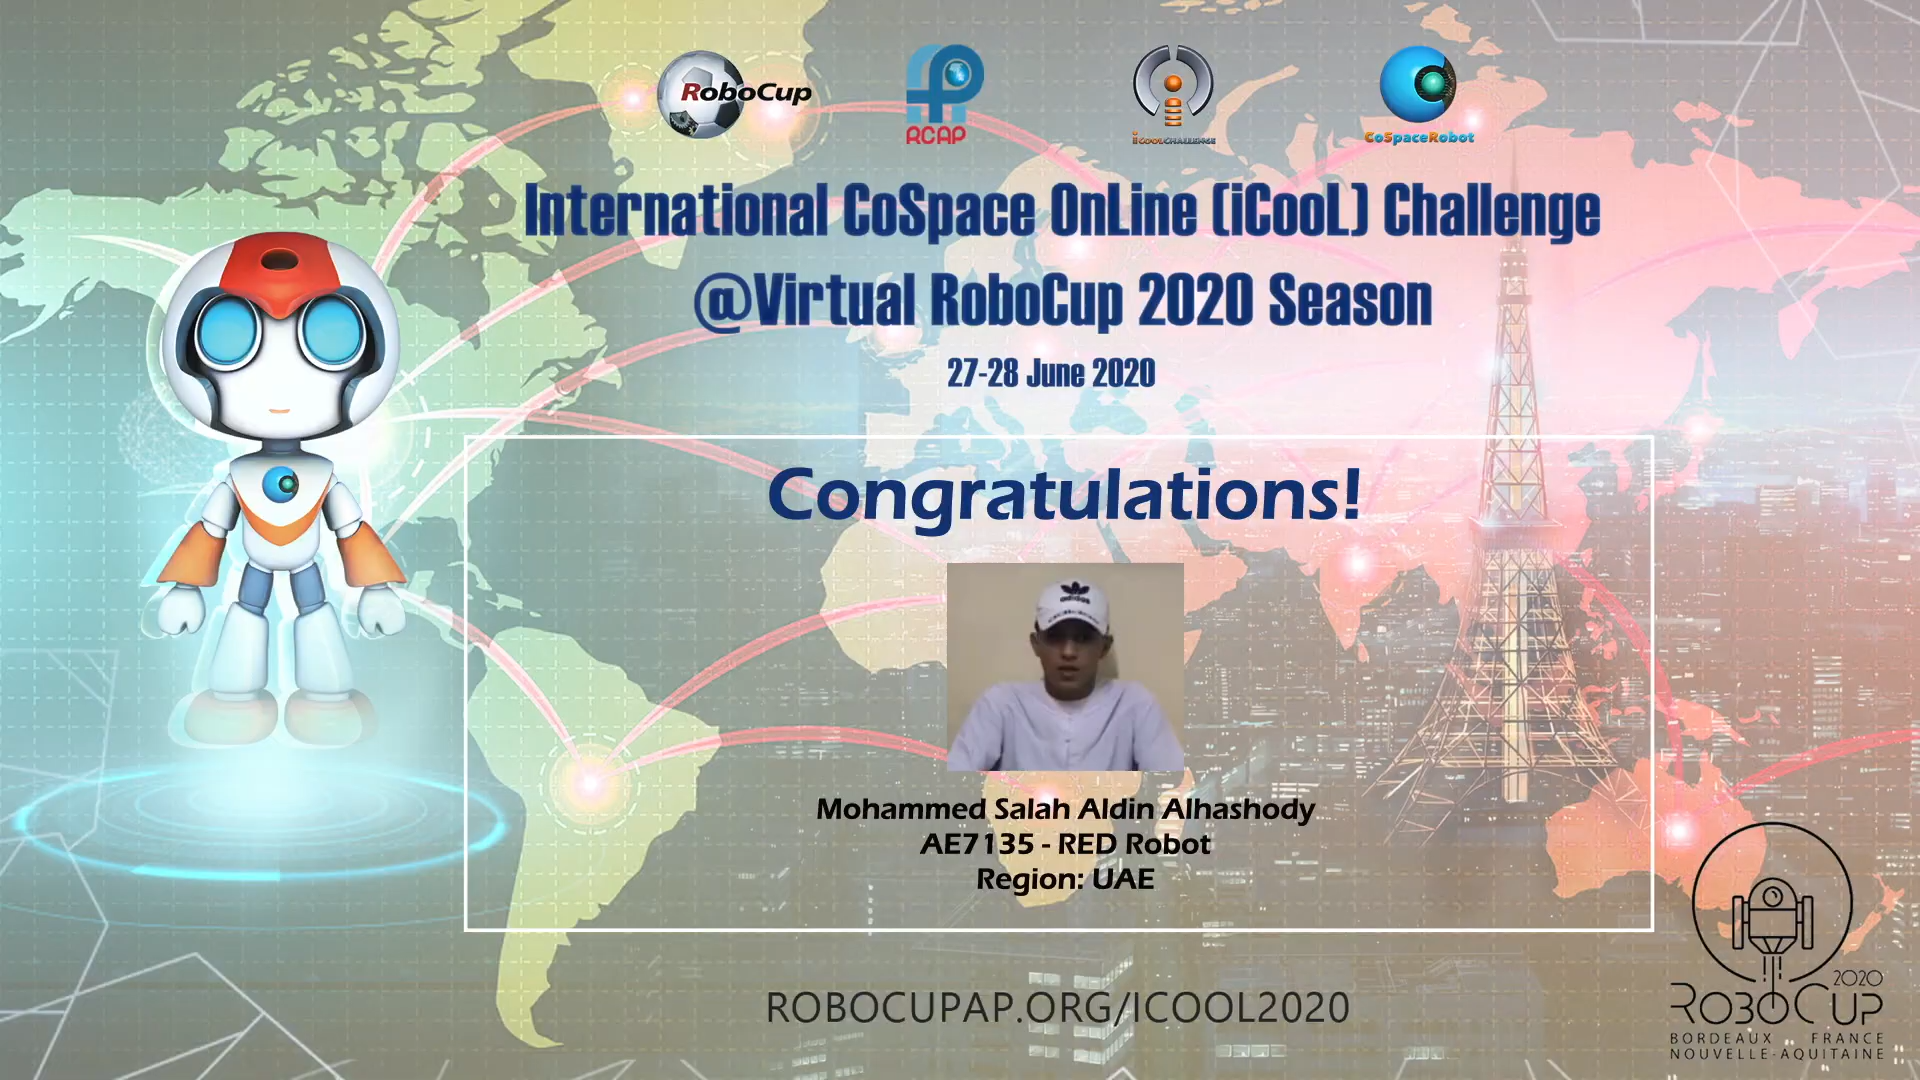 RoboCup
RCAP
iCOOLCHALLENGE
CoSpaceRobot
International CoSpace OnLine (iCooL) Challenge
@Virtual RoboCup 2020 Season
27-28 June 2020
Congratulations!
adidas
Mohammed Salah Aldin Alhashody
AE7135 - RED Robot
Region: UAE
ROBOCUPAP.ORG/ICOOL2020
2020
ROBOCUP
BORDEAUX FRANCE
NOUVELLE-AQUITAINE